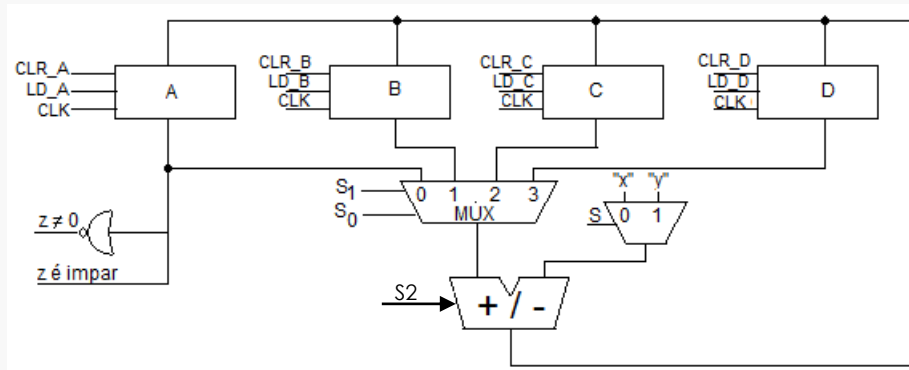 CLR_A
LD_A
CLK
A
CLR_B
LD_B
CLK
B
CLR_C
LD_C
CLK
C
CLR_D
LD_D
CLK
D
S1
S0
0 1 2 3
MUX
"x" "y"
S
0 1
z ≠ 0
z é impar
S2
+ / -